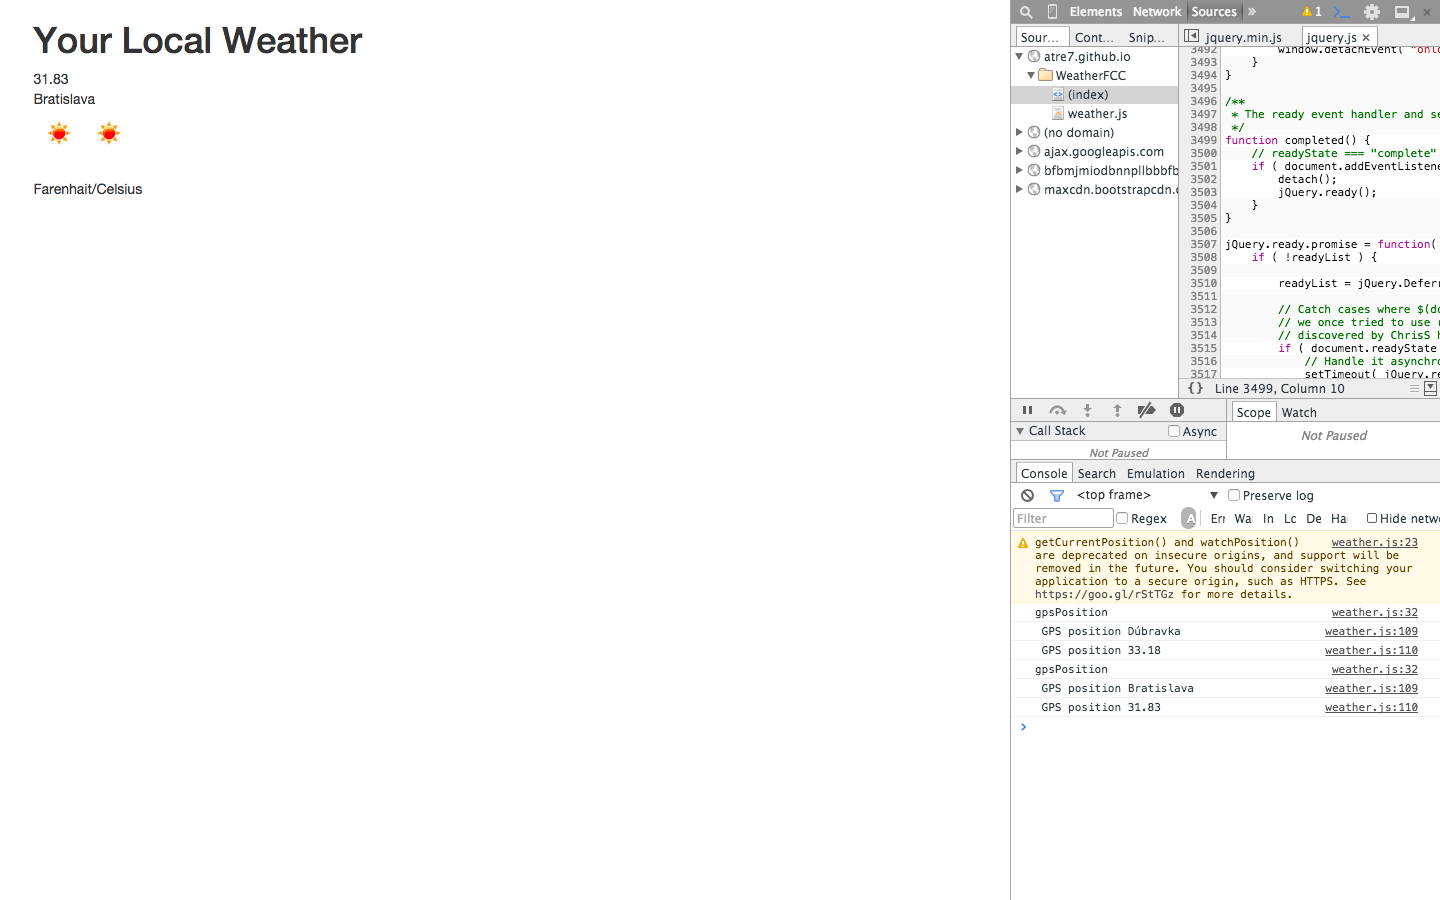 Your Local Weather
31.83
Bratislava
Farenhait/Celsius
Elements Network Sources » 1 ×
Sour... Cont... Snip...
jquery.min.js jquery.js ×
atre7.github.io
WeatherFCC
(index)
weather.js
(no domain)
ajax.googleapis.com
bfbmjmiodbnnpllbbbfb
maxcdn.bootstrapcdn.c
3492 window.detachEvent( "onlo
3493 }
3494 }
3495
3496 /**
3497 * The ready event handler and se
3498 */
3499 function completed() {
3500 // readyState === "complete"
3501 if ( document.addEventListene
3502 detach();
3503 jQuery.ready();
3504 }
3505 }
3506
3507 jQuery.ready.promise = function(
3508 if ( !readyList ) {
3509
3510 readyList = jQuery.Deferr
3511
3512 // Catch cases where $(do
3513 // we once tried to use r
3514 // discovered by ChrisS h
3515 if ( document.readyState
3516 // Handle it asynchro
3517 setTimeout( jQuery.re
{} Line 3499, Column 10
Call Stack Async
Not Paused
Scope Watch
Not Paused
Console Search Emulation Rendering
<top frame> Preserve log
Filter Regex A Err Wa In Lo De Ha Hide netw
getCurrentPosition() and watchPosition() weather.js:23
are deprecated on insecure origins, and support will be
removed in the future. You should consider switching your
application to a secure origin, such as HTTPS. See
https://goo.gl/rStTGz for more details.
gpsPosition weather.js:32
GPS position Dúbravka weather.js:109
GPS position 33.18 weather.js:110
gpsPosition weather.js:32
GPS position Bratislava weather.js:109
GPS position 31.83 weather.js:110
>